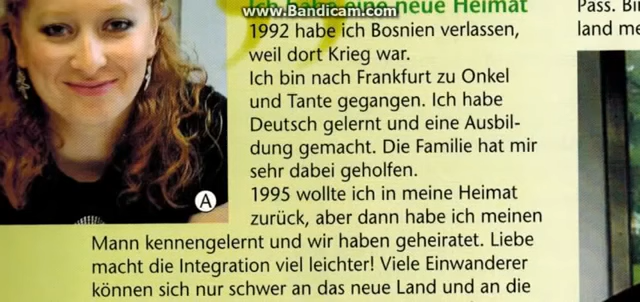 www.Bandicam.com
Ich habe eine neue Heimat
1992 habe ich Bosnien verlassen,
weil dort Krieg war.
Ich bin nach Frankfurt zu Onkel
und Tante gegangen. Ich habe
Deutsch gelernt und eine Ausbil-
dung gemacht. Die Familie hat mir
sehr dabei geholfen.
1995 wollte ich in meine Heimat
zurück, aber dann habe ich meinen
Mann kennengelernt und wir haben geheiratet. Liebe
macht die Integration viel leichter! Viele Einwanderer
können sich nur schwer an das neue Land und an die
A
Pass.
land